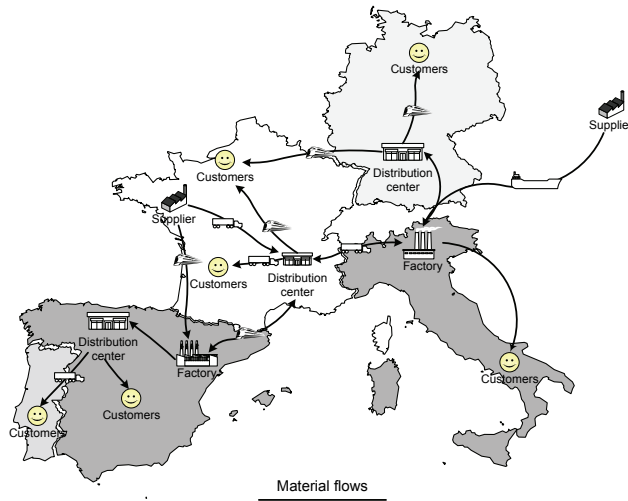 Customers
Supplie
Distribution
center
Customers
Supplier
Factory
Customers
Distribution
center
Distribution
center
Factory
Customers
Customers
Customers
Material flows